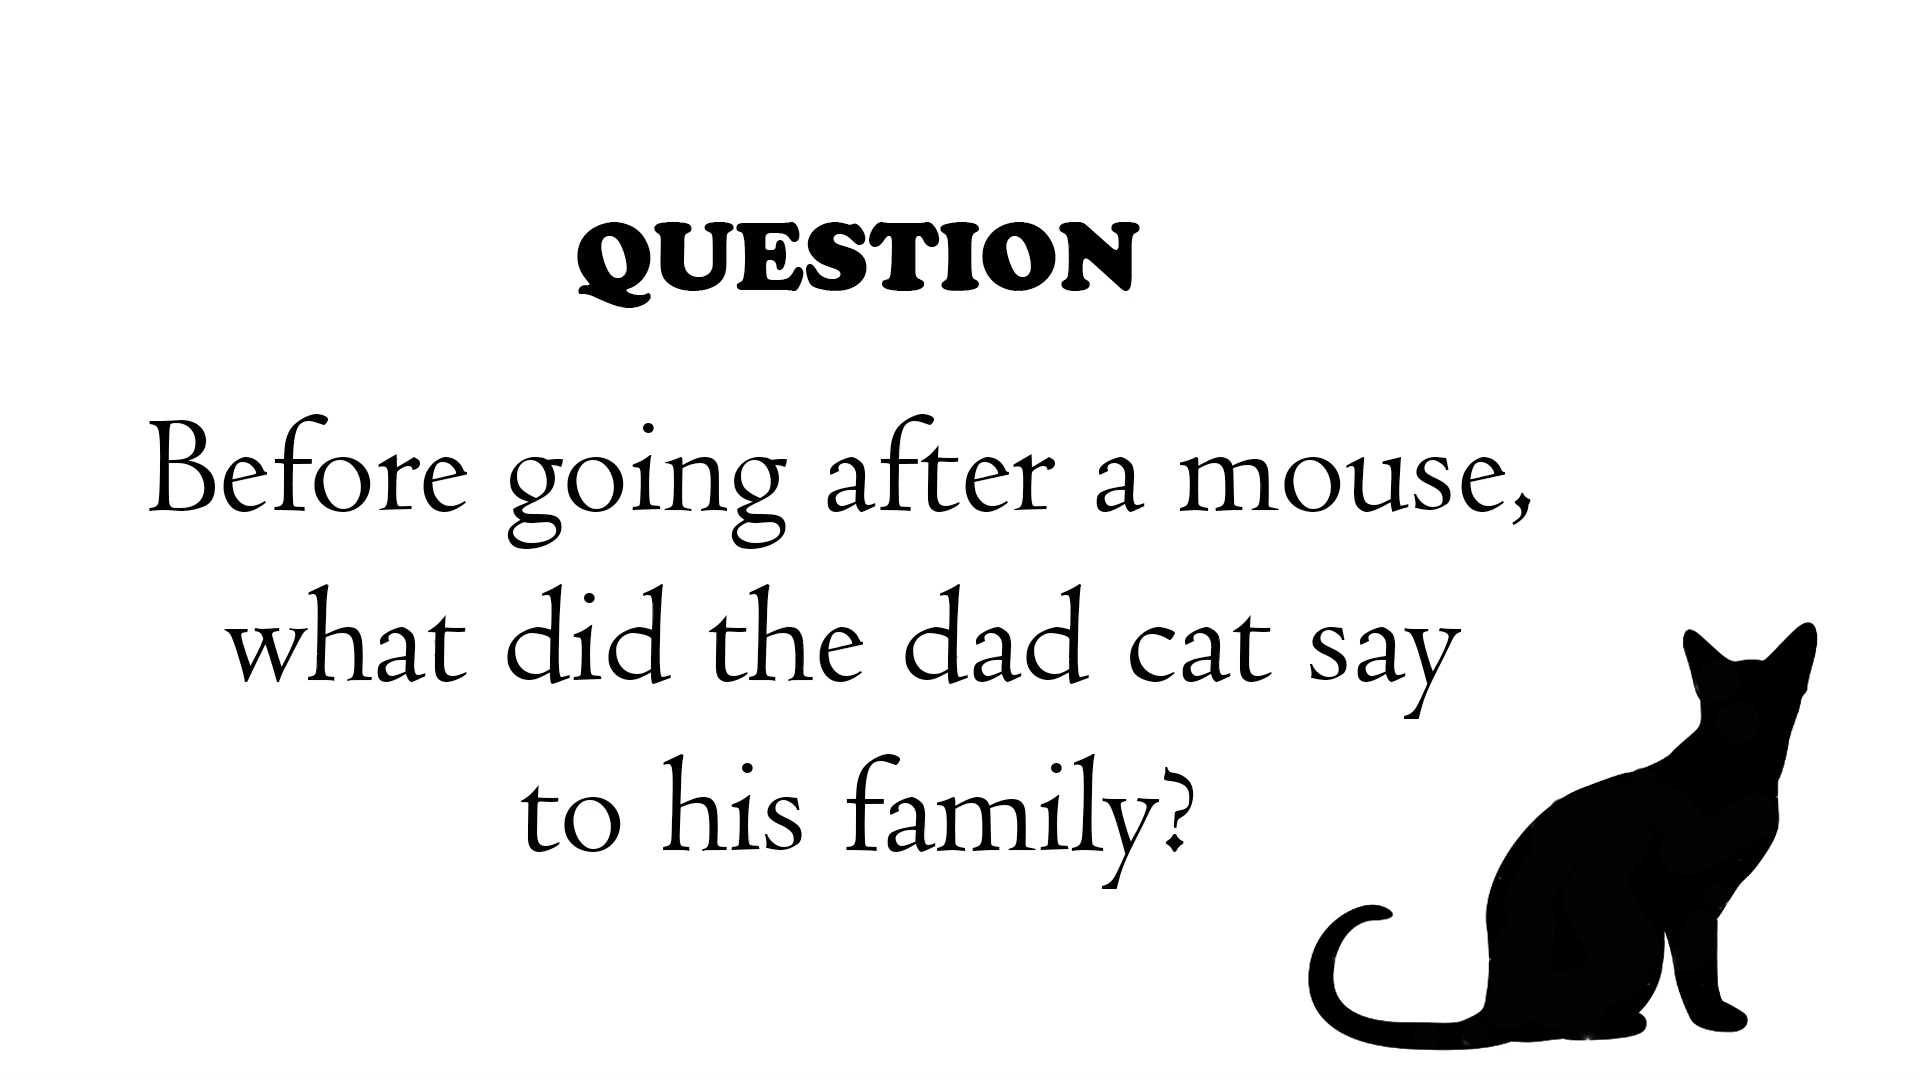 QUESTION
Before going after a mouse,
what did the dad cat say
to his family?